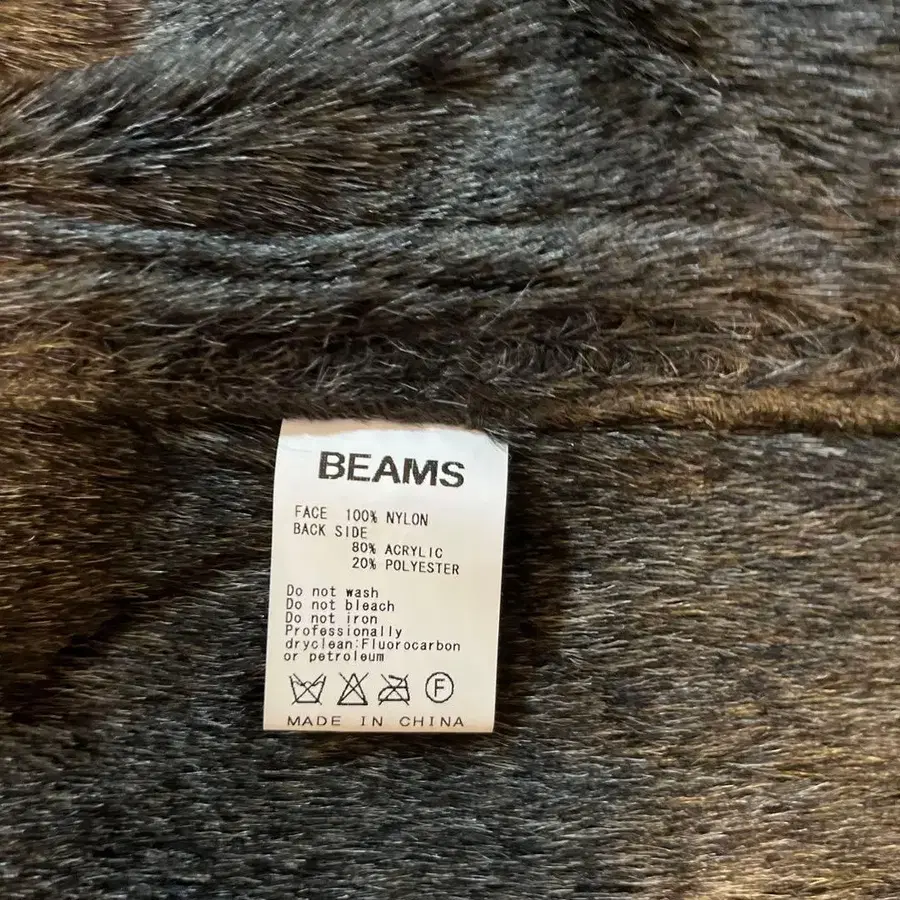 BEAMS
FACE 100% NYLON
BACK SIDE
80% ACRYLIC
20% POLYESTER
Do not wash
Do not bleach
Do not iron
Professionally
dryclean:Fluorocarbon
or petroleum
F
MADE IN CHINA